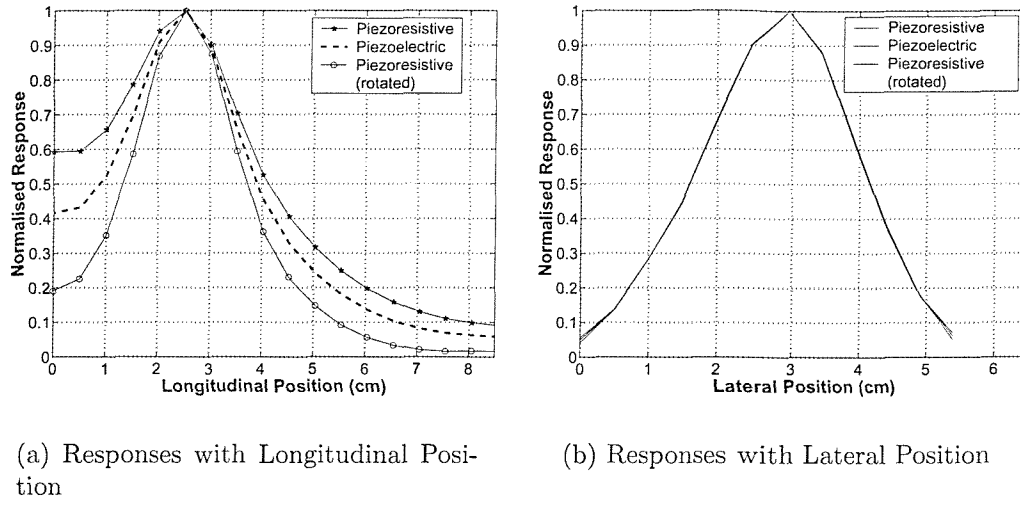 1
0.9
0.8
0.7
0.6
0.5
0.4
0.3
0.2
0.1
0
Normalised Response
0 1 2 3 4 5 6 7 8
Longitudinal Position (cm)
Piezoresistive
Piezoelectric
Piezoresistive
(rotated)
1
0.9
0.8
0.7
0.6
0.5
0.4
0.3
0.2
0.1
0
Normalised Response
0 1 2 3 4 5 6
Lateral Position (cm)
Piezoresistive
Piezoelectric
Piezoresistive
(rotated)
(a) Responses with Longitudinal Posi-
tion
(b) Responses with Lateral Position